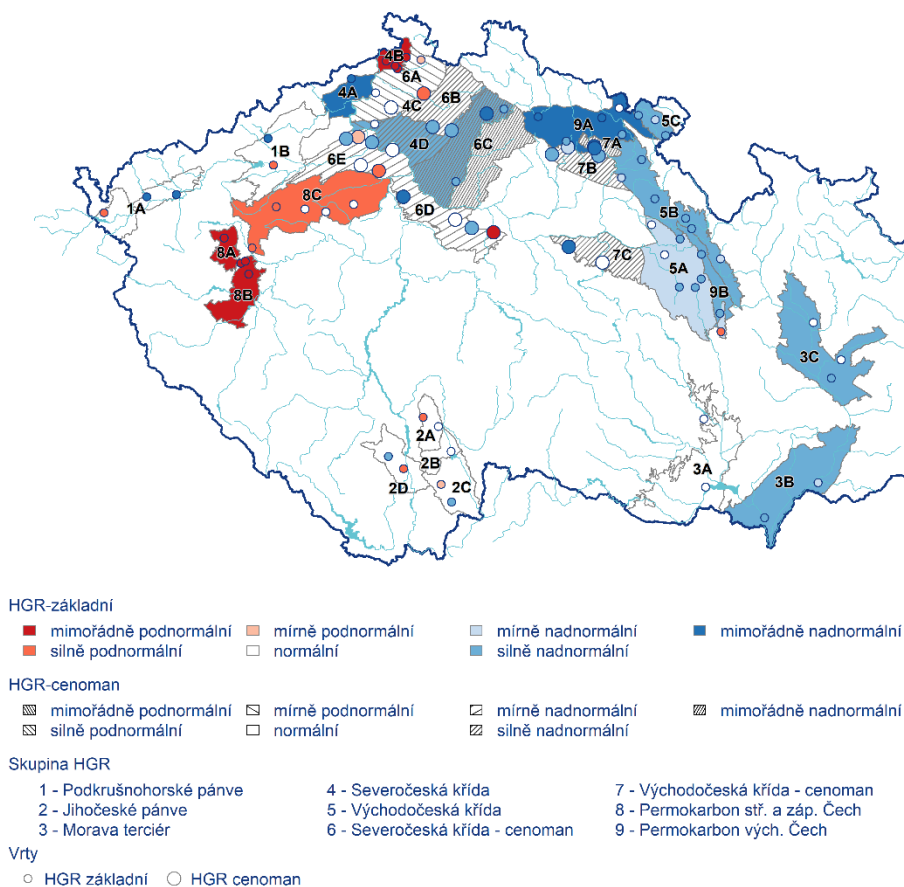 4B
6A
4A
6B
4C
9A
5C
1B
4D
6C
7A
6E
7B
8C
1A
6D
5B
8A
7C
5A
8B
9B
3C
2A
2B
3A
2C
2D
3B
HGR-základní
mimořádně podnormální mírně podnormální mírně nadnormální mimořádně nadnormální
silně podnormální normální silně nadnormální
HGR-cenoman
mimořádně podnormální mírně podnormální mírně nadnormální mimořádně nadnormální
silně podnormální normální silně nadnormální
Skupina HGR
1 - Podkrušnohorské pánve 4 - Severočeská křída 7 - Východočeská křída - cenoman
2 - Jihočeské pánve 5 - Východočeská křída 8 - Permokarbon stř. a záp. Čech
3 - Morava terciér 6 - Severočeská křída - cenoman 9 - Permokarbon vých. Čech
Vrty
HGR základní HGR cenoman